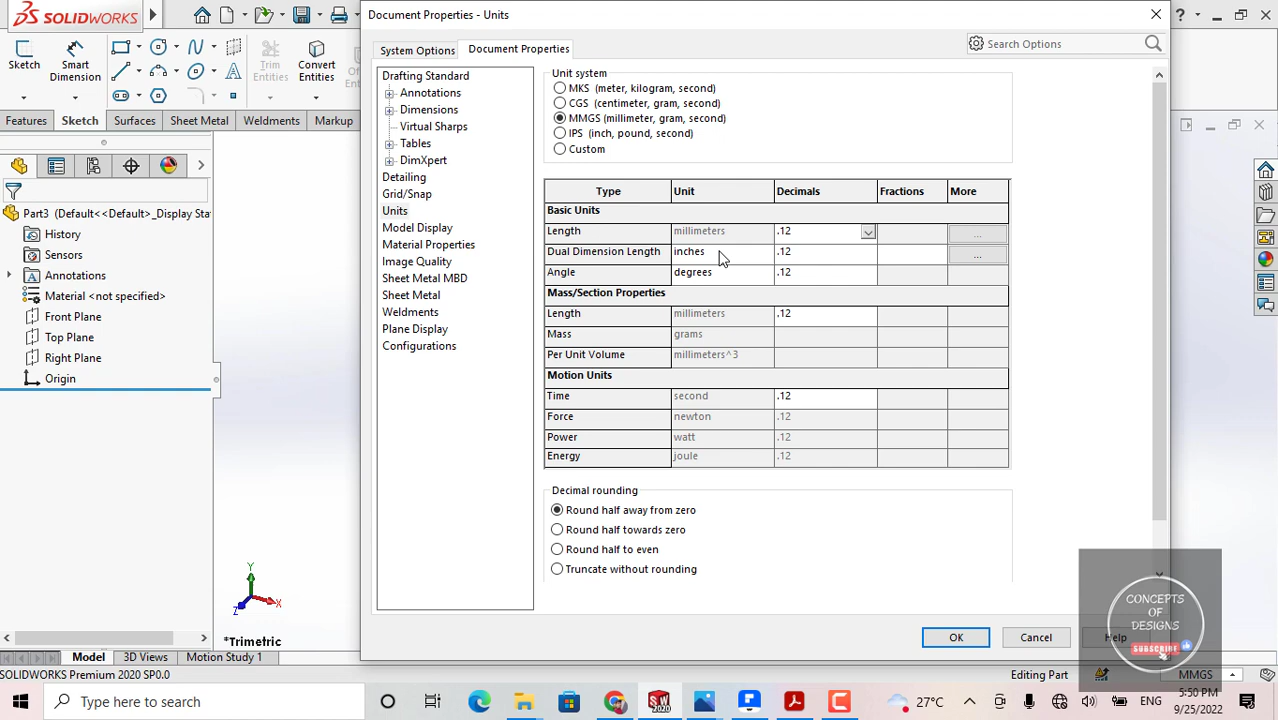 SOLIDWORKS
Document Properties - Units
System Options
Document Properties
Search Options
Sketch
Smart Dimension
Trim Entities
Convert Entities
Features
Sketch
Surfaces
Sheet Metal
Weldments
Markup
Part3 (Default<<Default>_Display Sta
History
Sensors
Annotations
Material <not specified>
Front Plane
Top Plane
Right Plane
Origin
*Trimetric
Drafting Standard
Annotations
Dimensions
Virtual Sharps
Tables
DimXpert
Detailing
Grid/Snap
Units
Model Display
Material Properties
Image Quality
Sheet Metal MBD
Sheet Metal
Weldments
Plane Display
Configurations
Unit system
MKS (meter, kilogram, second)
CGS (centimeter, gram, second)
MMGS (millimeter, gram, second)
IPS (inch, pound, second)
Custom
Type Unit Decimals Fractions More
Basic Units
Length millimeters .12 ...
Dual Dimension Length inches .12 ...
Angle degrees .12
Mass/Section Properties
Length millimeters .12
Mass grams
Per Unit Volume millimeters^3
Motion Units
Time second .12
Force newton .12
Power watt .12
Energy joule .12
Decimal rounding
Round half away from zero
Round half towards zero
Round half to even
Truncate without rounding
OK Cancel Help
CONCEPTS
OF
DESIGNS
SUBSCRIBE
Model
3D Views
Motion Study 1
SOLIDWORKS Premium 2020 SP0.0
Editing Part
MMGS
Type here to search
SW
2020
27°C
ENG
5:50 PM
9/25/2022